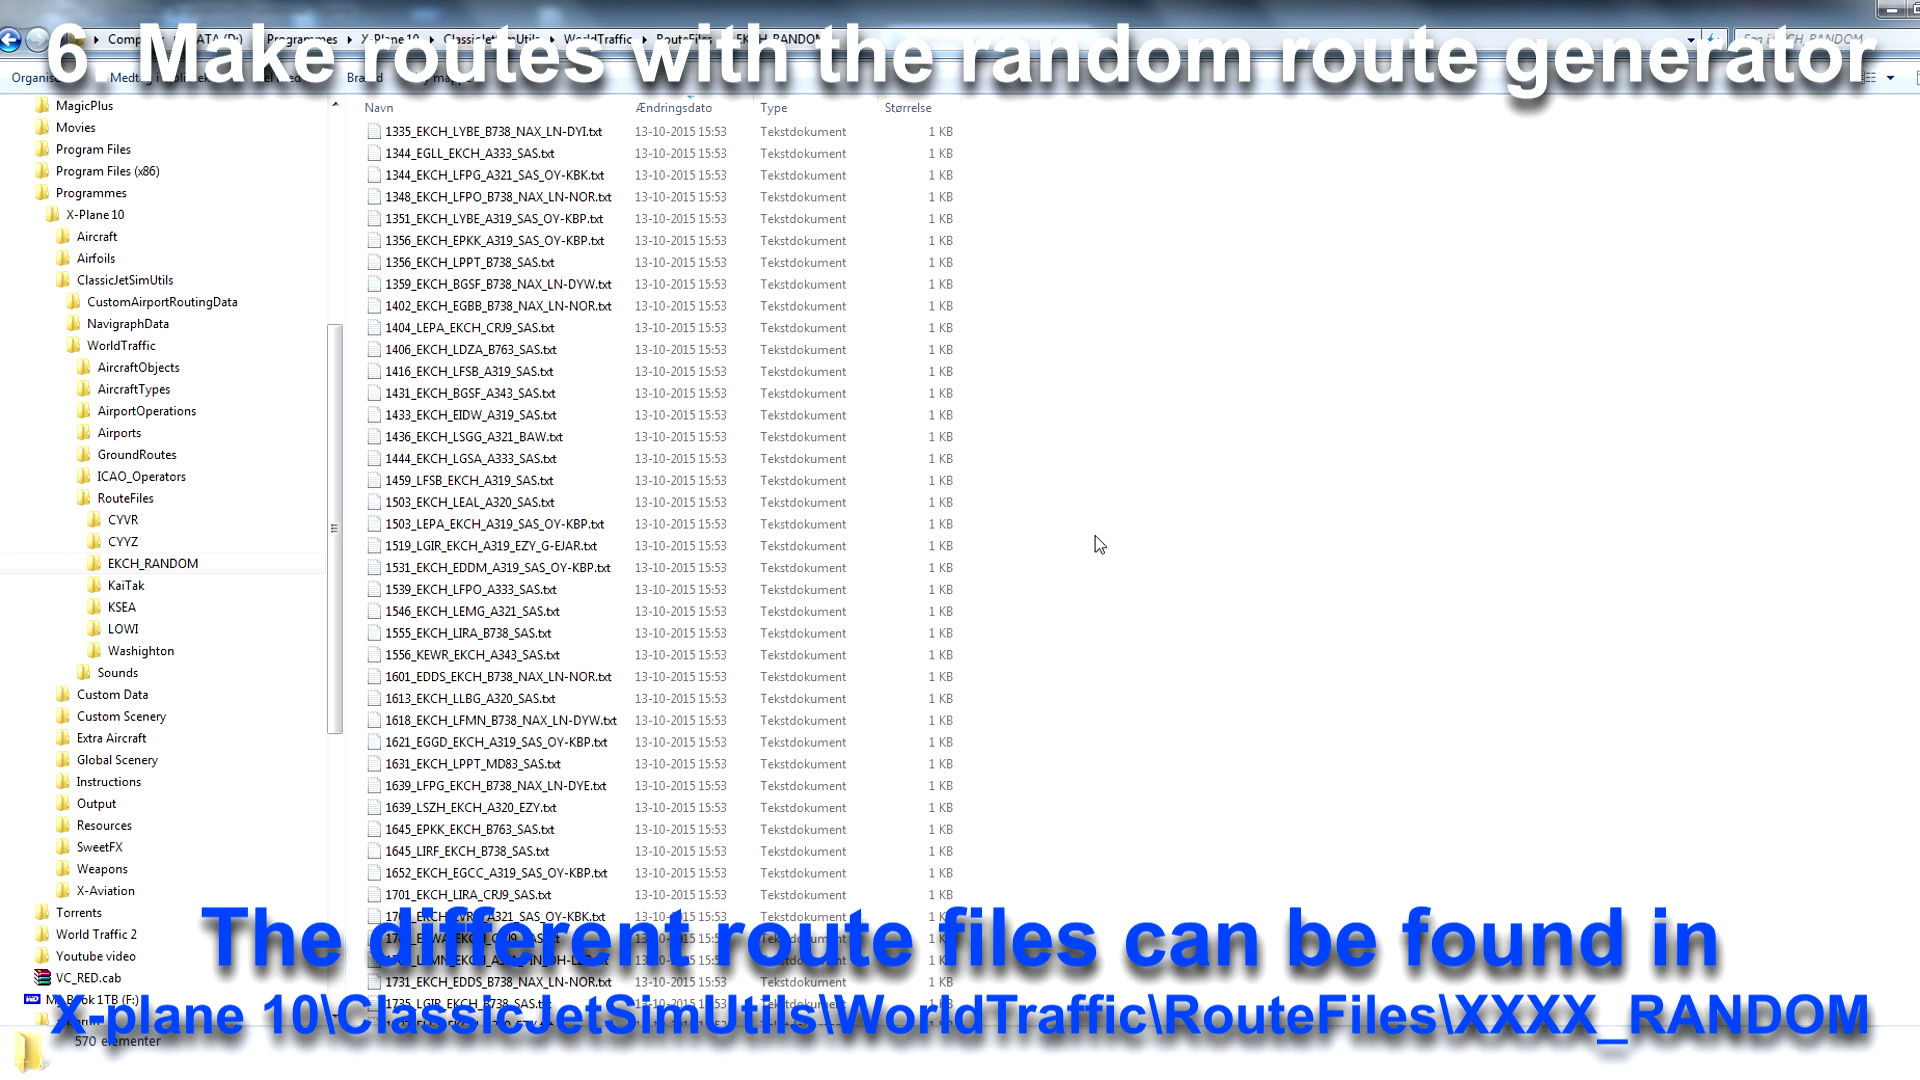 6. Make routes with the random route generator
Programmes X-Plane 10 ClassicJetSimUtils WorldTraffic RouteFiles EKCH_RANDOM
Navn Ændringsdato Type Størrelse
MagicPlus
Movies
Program Files
Program Files (x86)
Programmes
X-Plane 10
Aircraft
Airfoils
ClassicJetSimUtils
CustomAirportRoutingData
NavigraphData
WorldTraffic
AircraftObjects
AircraftTypes
AirportOperations
Airports
GroundRoutes
ICAO_Operators
RouteFiles
CYVR
CYYZ
EKCH_RANDOM
KaiTak
KSEA
LOWI
Washighton
Sounds
Custom Data
Custom Scenery
Extra Aircraft
Global Scenery
Instructions
Output
Resources
SweetFX
Weapons
X-Aviation
Torrents
World Traffic 2
Youtube video
VC_RED.cab
1335_EKCH_LYBE_B738_NAX_LN-DYI.txt 13-10-2015 15:53 Tekstdokument 1 KB
1344_EGLL_EKCH_A333_SAS.txt 13-10-2015 15:53 Tekstdokument 1 KB
1344_EKCH_LFPG_A321_SAS_OY-KBK.txt 13-10-2015 15:53 Tekstdokument 1 KB
1348_EKCH_LFPO_B738_NAX_LN-NOR.txt 13-10-2015 15:53 Tekstdokument 1 KB
1351_EKCH_LYBE_A319_SAS_OY-KBP.txt 13-10-2015 15:53 Tekstdokument 1 KB
1356_EKCH_EPKK_A319_SAS_OY-KBP.txt 13-10-2015 15:53 Tekstdokument 1 KB
1356_EKCH_LPPT_B738_SAS.txt 13-10-2015 15:53 Tekstdokument 1 KB
1359_EKCH_BGSF_B738_NAX_LN-DYW.txt 13-10-2015 15:53 Tekstdokument 1 KB
1402_EKCH_EGBB_B738_NAX_LN-NOR.txt 13-10-2015 15:53 Tekstdokument 1 KB
1404_LEPA_EKCH_CRJ9_SAS.txt 13-10-2015 15:53 Tekstdokument 1 KB
1406_EKCH_LDZA_B763_SAS.txt 13-10-2015 15:53 Tekstdokument 1 KB
1416_EKCH_LFSB_A319_SAS.txt 13-10-2015 15:53 Tekstdokument 1 KB
1431_EKCH_BGSF_A343_SAS.txt 13-10-2015 15:53 Tekstdokument 1 KB
1433_EKCH_EIDW_A319_SAS.txt 13-10-2015 15:53 Tekstdokument 1 KB
1436_EKCH_LSGG_A321_BAW.txt 13-10-2015 15:53 Tekstdokument 1 KB
1444_EKCH_LGSA_A333_SAS.txt 13-10-2015 15:53 Tekstdokument 1 KB
1459_LFSB_EKCH_A319_SAS.txt 13-10-2015 15:53 Tekstdokument 1 KB
1503_EKCH_LEAL_A320_SAS.txt 13-10-2015 15:53 Tekstdokument 1 KB
1503_LEPA_EKCH_A319_SAS_OY-KBP.txt 13-10-2015 15:53 Tekstdokument 1 KB
1519_LGIR_EKCH_A319_EZY_G-EJAR.txt 13-10-2015 15:53 Tekstdokument 1 KB
1531_EKCH_EDDM_A319_SAS_OY-KBP.txt 13-10-2015 15:53 Tekstdokument 1 KB
1539_EKCH_LFPO_A333_SAS.txt 13-10-2015 15:53 Tekstdokument 1 KB
1546_EKCH_LEMG_A321_SAS.txt 13-10-2015 15:53 Tekstdokument 1 KB
1555_EKCH_LIRA_B738_SAS.txt 13-10-2015 15:53 Tekstdokument 1 KB
1556_KEWR_EKCH_A343_SAS.txt 13-10-2015 15:53 Tekstdokument 1 KB
1601_EDDS_EKCH_B738_NAX_LN-NOR.txt 13-10-2015 15:53 Tekstdokument 1 KB
1613_EKCH_LLBG_A320_SAS.txt 13-10-2015 15:53 Tekstdokument 1 KB
1618_EKCH_LFMN_B738_NAX_LN-DYW.txt 13-10-2015 15:53 Tekstdokument 1 KB
1621_EGGD_EKCH_A319_SAS_OY-KBP.txt 13-10-2015 15:53 Tekstdokument 1 KB
1631_EKCH_LPPT_MD83_SAS.txt 13-10-2015 15:53 Tekstdokument 1 KB
1639_LFPG_EKCH_B738_NAX_LN-DYE.txt 13-10-2015 15:53 Tekstdokument 1 KB
1639_LSZH_EKCH_A320_EZY.txt 13-10-2015 15:53 Tekstdokument 1 KB
1645_EPKK_EKCH_B763_SAS.txt 13-10-2015 15:53 Tekstdokument 1 KB
1645_LIRF_EKCH_B738_SAS.txt 13-10-2015 15:53 Tekstdokument 1 KB
1652_EKCH_EGCC_A319_SAS_OY-KBP.txt 13-10-2015 15:53 Tekstdokument 1 KB
1701_EKCH_LIRA_CRJ9_SAS.txt 13-10-2015 15:53 Tekstdokument 1 KB
The different route files can be found in
1731_EKCH_EDDS_B738_NAX_LN-NOR.txt 13-10-2015 15:53 Tekstdokument 1 KB
X-plane 10\ClassicJetSimUtils\WorldTraffic\RouteFiles\XXXX_RANDOM
570 elementer